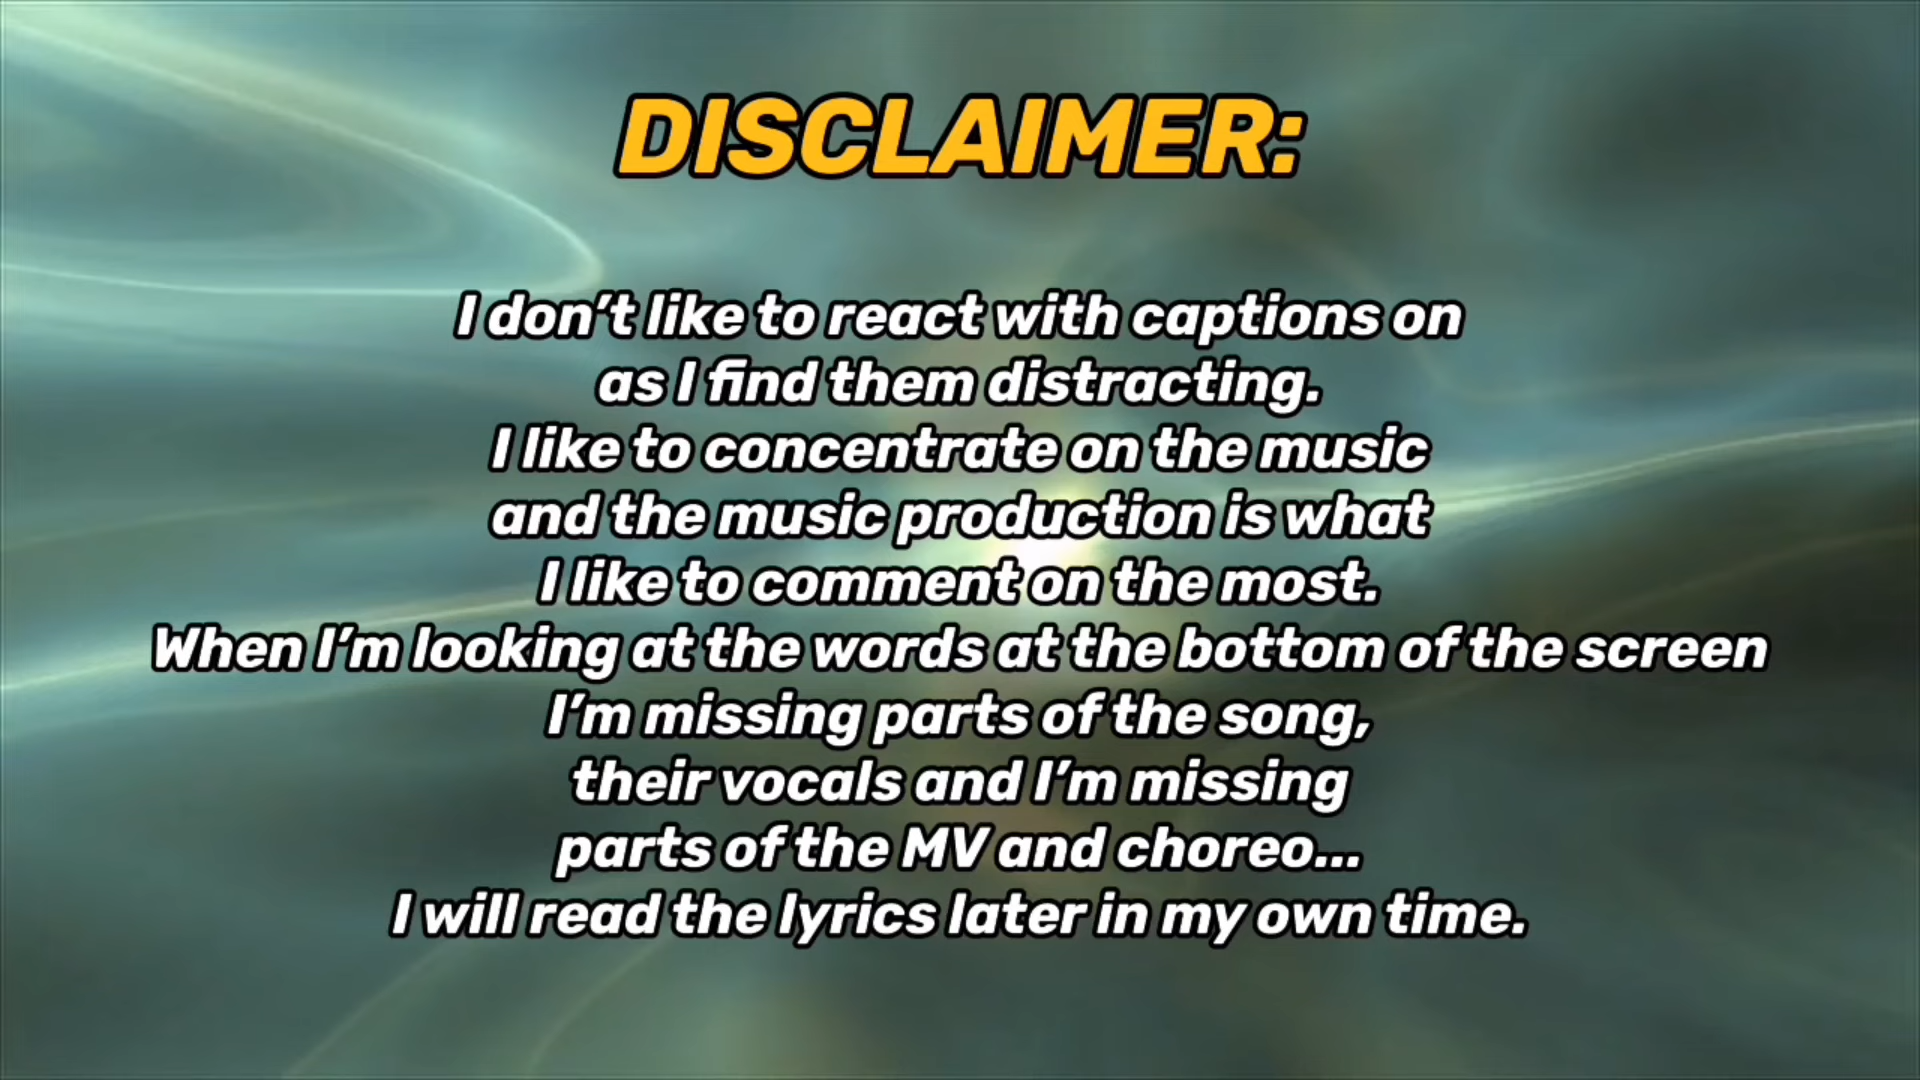 DISCLAIMER:
I don’t like to react with captions on
as I find them distracting.
I like to concentrate on the music
and the music production is what
I like to comment on the most.
When I’m looking at the words at the bottom of the screen
I’m missing parts of the song,
their vocals and I’m missing
parts of the MV and choreo...
I will read the lyrics later in my own time.